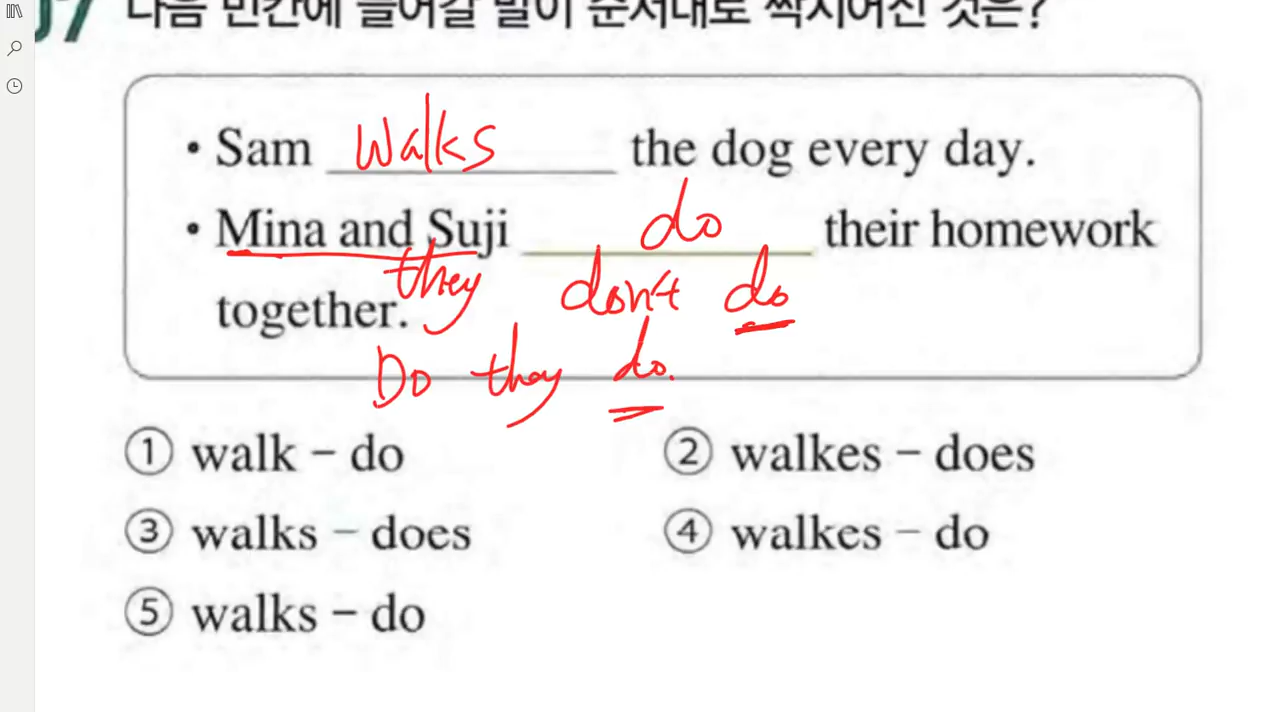 07 다음 빈칸에 들어갈 말이 순서대로 짝지어진 것은?
• Sam walks the dog every day.
• Mina and Suji do their homework
they don't do
together.
Do they do.
① walk – do ② walkes – does
③ walks – does ④ walkes – do
⑤ walks – do